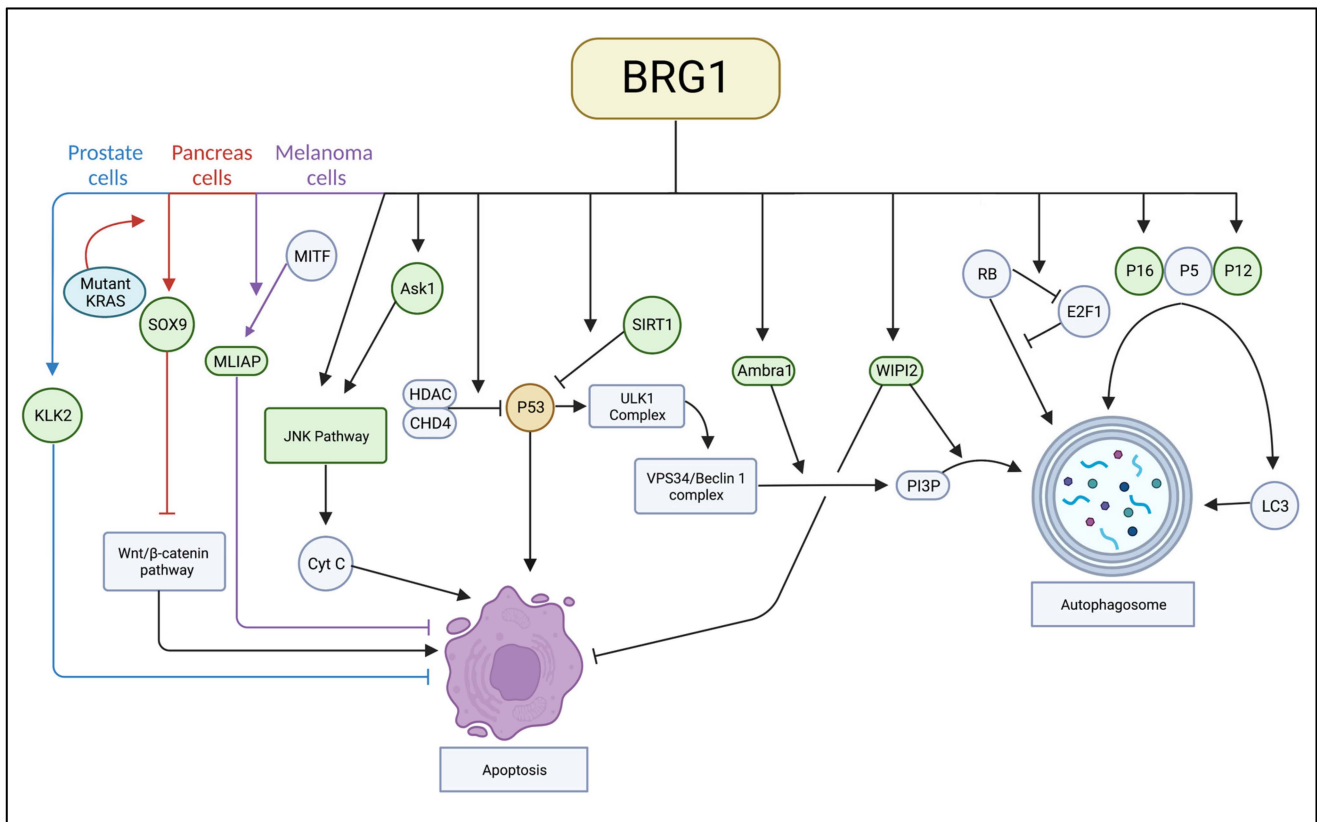 BRG1
Prostate
cells
Pancreas
cells
Melanoma
cells
MITF
Mutant
KRAS
SOX9
MLIAP
KLK2
Ask1
SIRT1
RB
E2F1
P16
P5
P12
HDAC
CHD4
P53
ULK1
Complex
Ambra1
WIPI2
JNK Pathway
VPS34/Beclin 1
complex
PI3P
LC3
Wnt/β-catenin
pathway
Cyt C
Autophagosome
Apoptosis